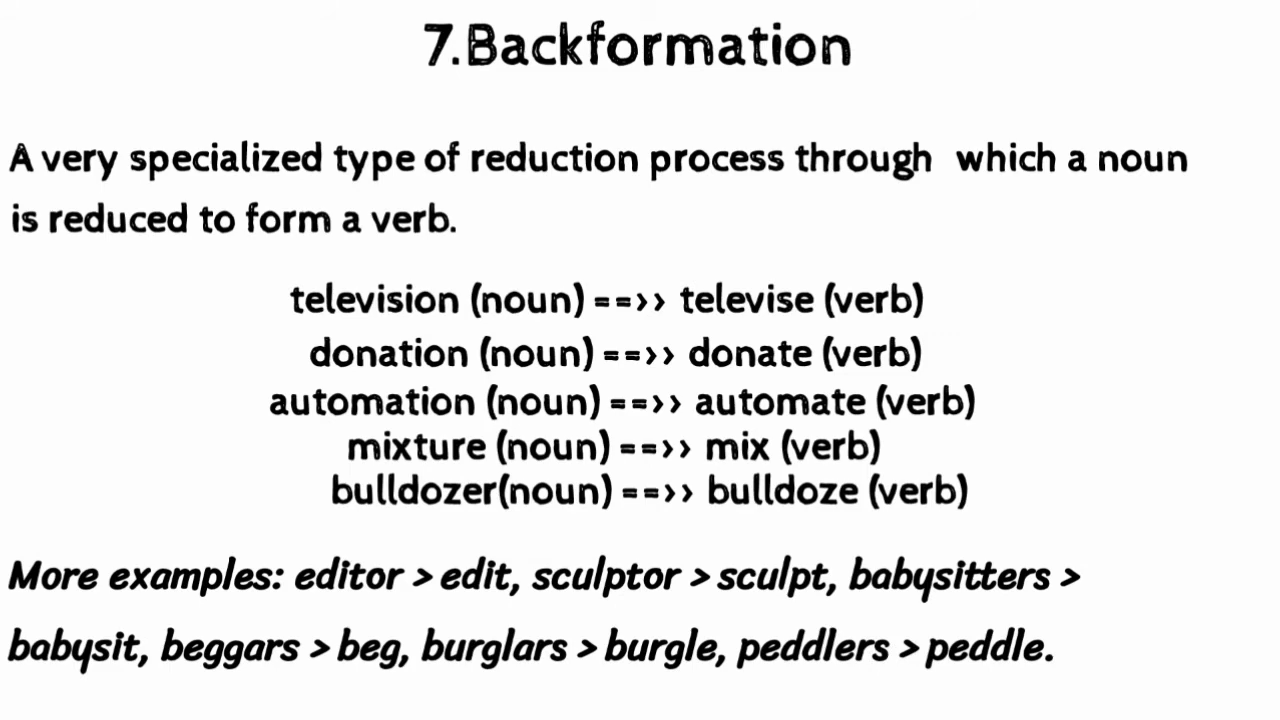 7.Backformation
A very specialized type of reduction process through which a noun
is reduced to form a verb.
television (noun) ==>> televise (verb)
donation (noun) ==>> donate (verb)
automation (noun) ==>> automate (verb)
mixture (noun) ==>> mix (verb)
bulldozer(noun) ==>> bulldoze (verb)
More examples: editor > edit, sculptor > sculpt, babysitters >
babysit, beggars > beg, burglars > burgle, peddlers > peddle.